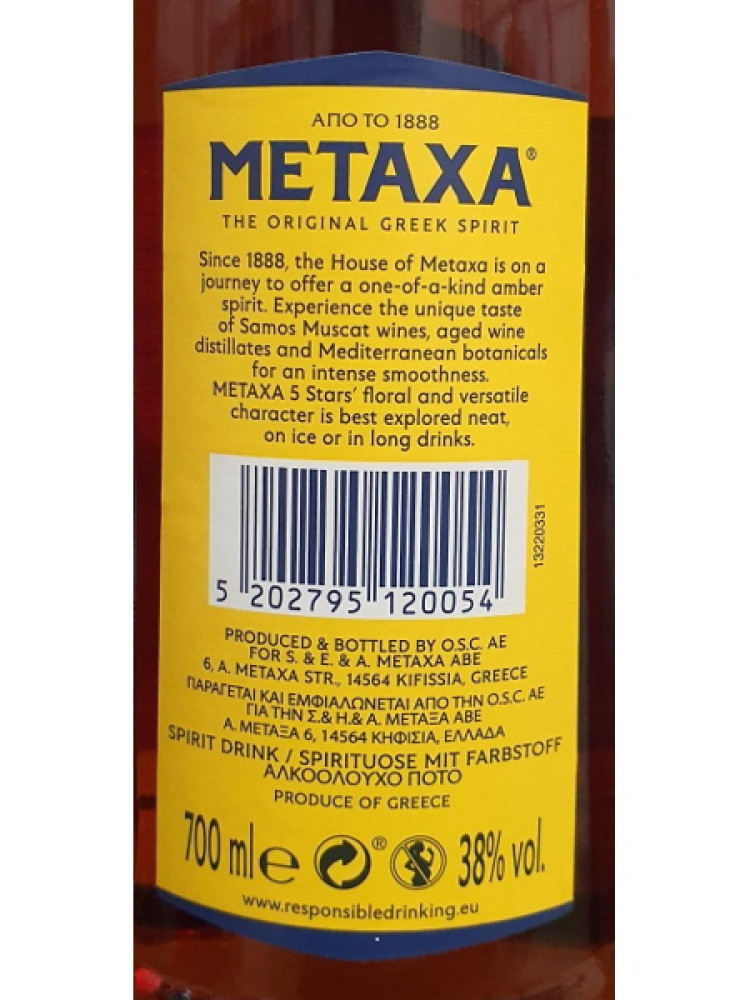 ΑΠΟ ΤΟ 1888
METAXA®
THE ORIGINAL GREEK SPIRIT
Since 1888, the House of Metaxa is on a
journey to offer a one-of-a-kind amber
spirit. Experience the unique taste
of Samos Muscat wines, aged wine
distillates and Mediterranean botanicals
for an intense smoothness.
METAXA 5 Stars' floral and versatile
character is best explored neat,
on ice or in long drinks.
13220331
5 202795 120054
PRODUCED & BOTTLED BY O.S.C. AE
FOR S. & E. & A. METAXA ABE
6, A. METAXA STR., 14564 KIFISSIA, GREECE
ΠΑΡΑΓΕΤΑΙ ΚΑΙ ΕΜΦΙΑΛΩΝΕΤΑΙ ΑΠΟ ΤΗΝ O.S.C. AE
ΓΙΑ ΤΗΝ Σ.& Η.& Α. ΜΕΤΑΞΑ ΑΒΕ
Α. ΜΕΤΑΞΑ 6, 14564 ΚΗΦΙΣΙΑ, ΕΛΛΑΔΑ
SPIRIT DRINK / SPIRITUOSE MIT FARBSTOFF
ΑΛΚΟΟΛΟΥΧΟ ΠΟΤΟ
PRODUCE OF GREECE
700 ml e ® 38% vol.
www.responsibledrinking.eu